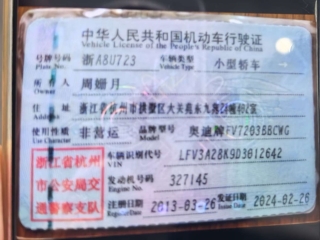 中华人民共和国机动车行驶证
Vehicle License of the People's Republic of China
号牌号码 浙A8U723 车辆类型 小型轿车
Plate No. Vehicle Type
所有人 周姗月
Owner
住址 浙江省杭州市拱墅区大关苑东九苑
Address
使用性质 非营运 品牌型号 奥迪牌FV7203BBCWG
Use Character Model
浙江省杭州
市公安局交
通警察支队
车辆识别代号 LFV3A28K9D3612642
VIN
发动机号码 327145
Engine No.
注册日期 2013-03-26 发证日期 2024-02-26
Register Date Issue Date